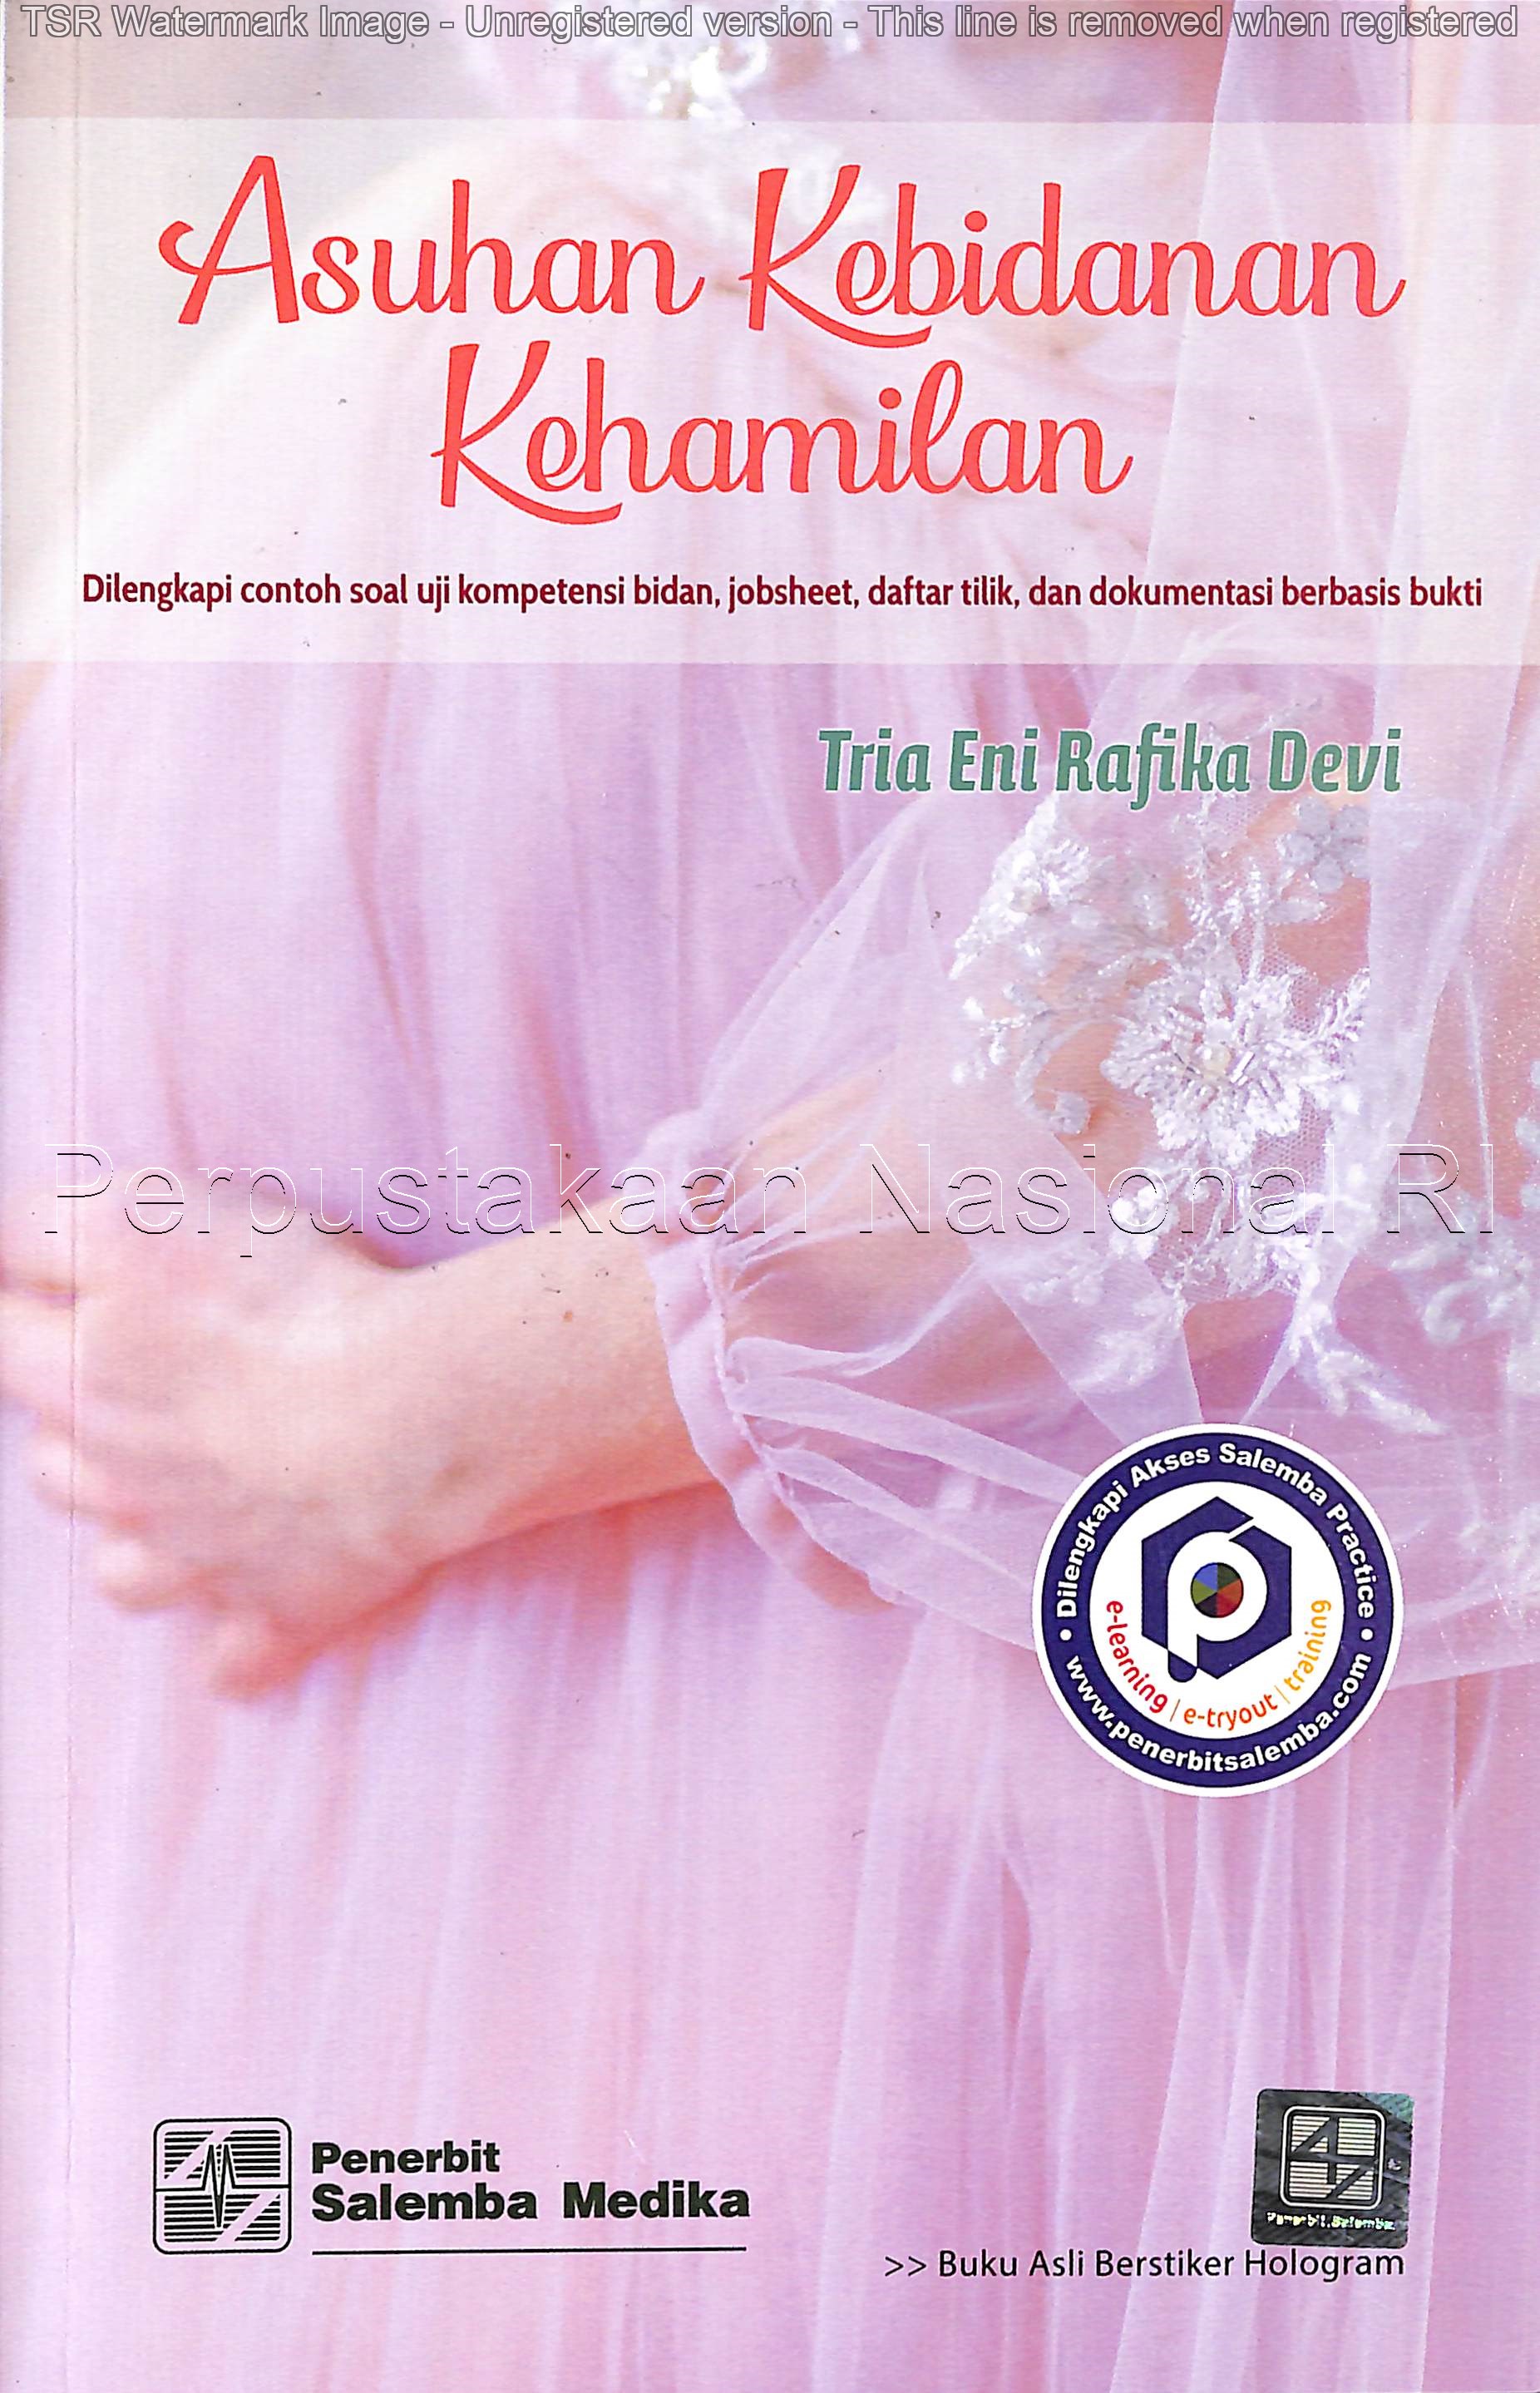 TSR Watermark Image - Unregistered version - This line is removed when registered
Asuhan Kebidanan
Kehamilan
Dilengkapi contoh soal uji kompetensi bidan, jobsheet, daftar tilik, dan dokumentasi berbasis bukti
Tria Eni Rafika Devi
Perpustakaan Nasional RI
• Dilengkapi Akses Salemba Practice •
e-learning | e-tryout | training
www.penerbitsalemba.com
Penerbit
Salemba Medika
Penerbit Salemba
>> Buku Asli Berstiker Hologram